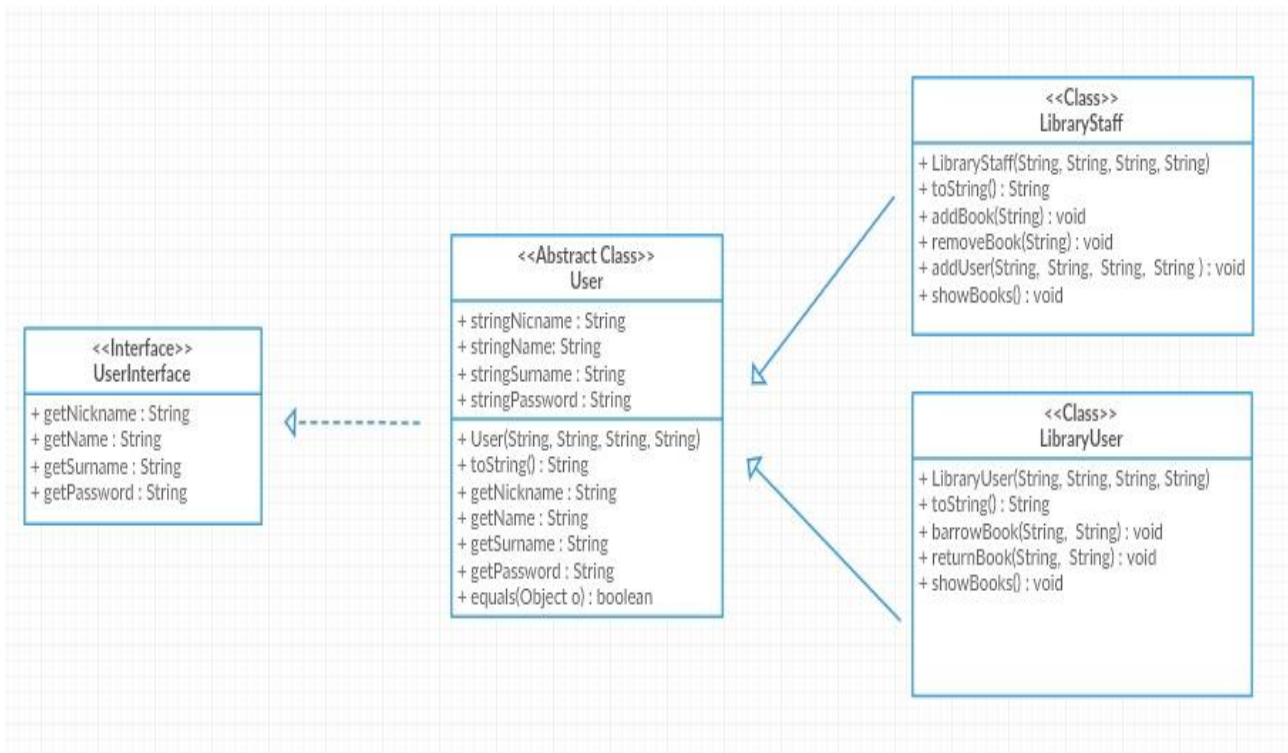 <<Interface>>
UserInterface
+ getNickname : String
+ getName : String
+ getSurname : String
+ getPassword : String
<<Abstract Class>>
User
+ stringNicname : String
+ stringName: String
+ stringSurname : String
+ stringPassword : String
+ User(String, String, String, String)
+ toString() : String
+ getNickname : String
+ getName : String
+ getSurname : String
+ getPassword : String
+ equals(Object o) : boolean
<<Class>>
LibraryStaff
+ LibraryStaff(String, String, String, String)
+ toString() : String
+ addBook(String) : void
+ removeBook(String) : void
+ addUser(String, String, String, String ) : void
+ showBooks() : void
<<Class>>
LibraryUser
+ LibraryUser(String, String, String, String)
+ toString() : String
+ barrowBook(String, String) : void
+ returnBook(String, String) : void
+ showBooks() : void